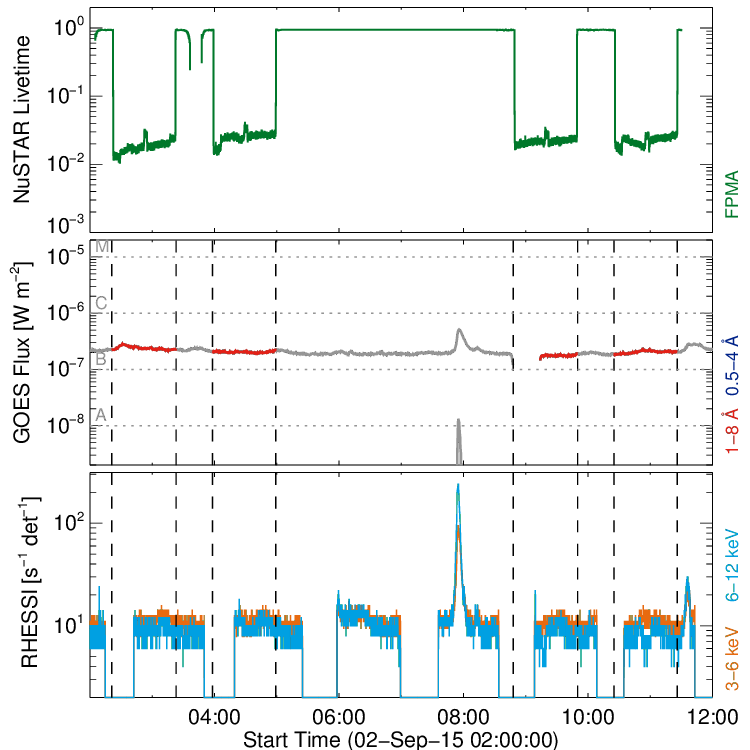 NuSTAR Livetime
10⁰
10⁻¹
10⁻²
10⁻³
FPMA
GOES Flux [W m⁻²]
10⁻⁵
10⁻⁶
10⁻⁷
10⁻⁸
M
C
B
A
1−8 Å 0.5−4 Å
RHESSI [s⁻¹ det⁻¹]
10²
10¹
3−6 keV 6−12 keV
04:00 06:00 08:00 10:00 12:00
Start Time (02−Sep−15 02:00:00)